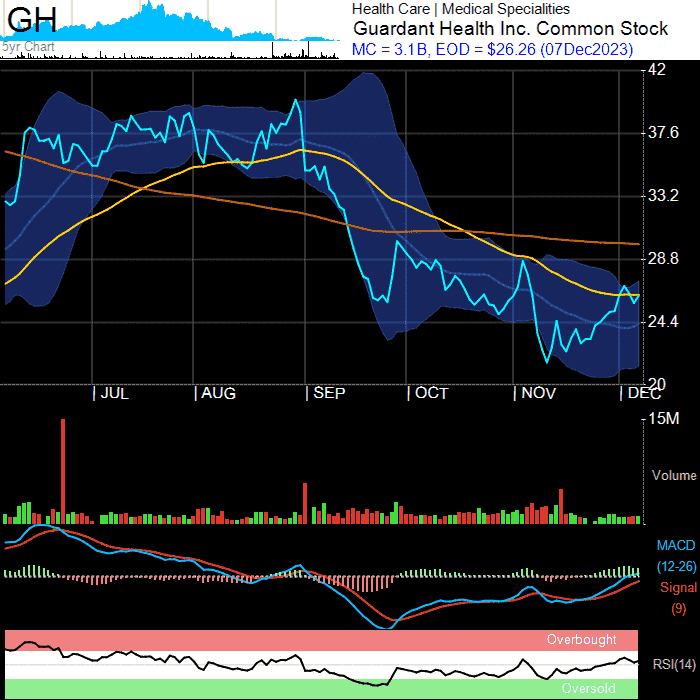 GH
5yr Chart
Health Care | Medical Specialities
Guardant Health Inc. Common Stock
MC = 3.1B, EOD = $26.26 (07Dec2023)
42
37.6
33.2
28.8
24.4
20
JUL
AUG
SEP
OCT
NOV
DEC
15M
Volume
MACD
(12-26)
Signal
(9)
Overbought
RSI(14)
Oversold